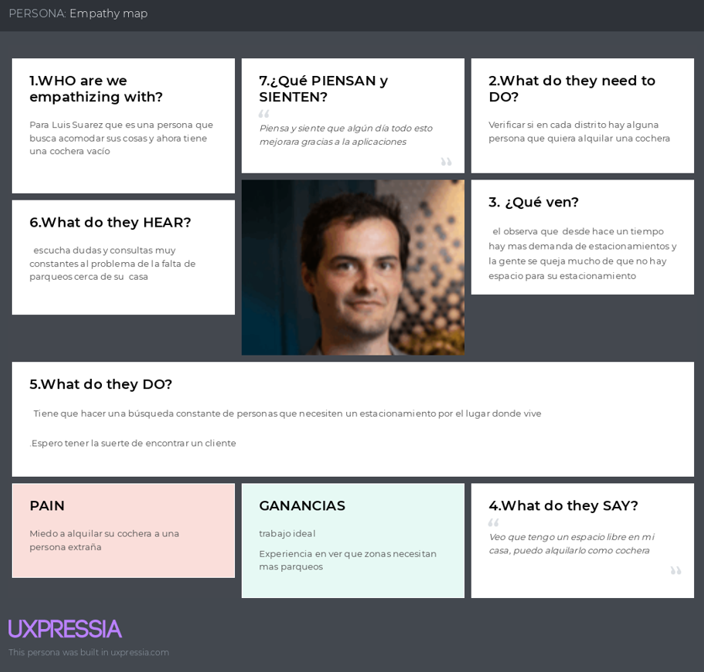 PERSONA: Empathy map
1.WHO are we
empathizing with?
Para Luis Suarez que es una persona que
busca acomodar sus cosas y ahora tiene
una cochera vacío
7.¿Qué PIENSAN y
SIENTEN?
“
Piensa y siente que algún día todo esto
mejorara gracias a la aplicaciones
”
2.What do they need to
DO?
Verificar si en cada distrito hay alguna
persona que quiera alquilar una cochera
6.What do they HEAR?
escucha dudas y consultas muy
constantes al problema de la falta de
parqueos cerca de su casa
3. ¿Qué ven?
el observa que desde hace un tiempo
hay mas demanda de estacionamientos y
la gente se queja mucho de que no hay
espacio para su estacionamiento
5.What do they DO?
Tiene que hacer una búsqueda constante de personas que necesiten un estacionamiento por el lugar donde vive
.Espero tener la suerte de encontrar un cliente
PAIN
Miedo a alquilar su cochera a una
persona extraña
GANANCIAS
trabajo ideal
Experiencia en ver que zonas necesitan
mas parqueos
4.What do they SAY?
“
Veo que tengo un espacio libre en mi
casa, puedo alquilarlo como cochera
”
UXPRESSIA
This persona was built in uxpressia.com